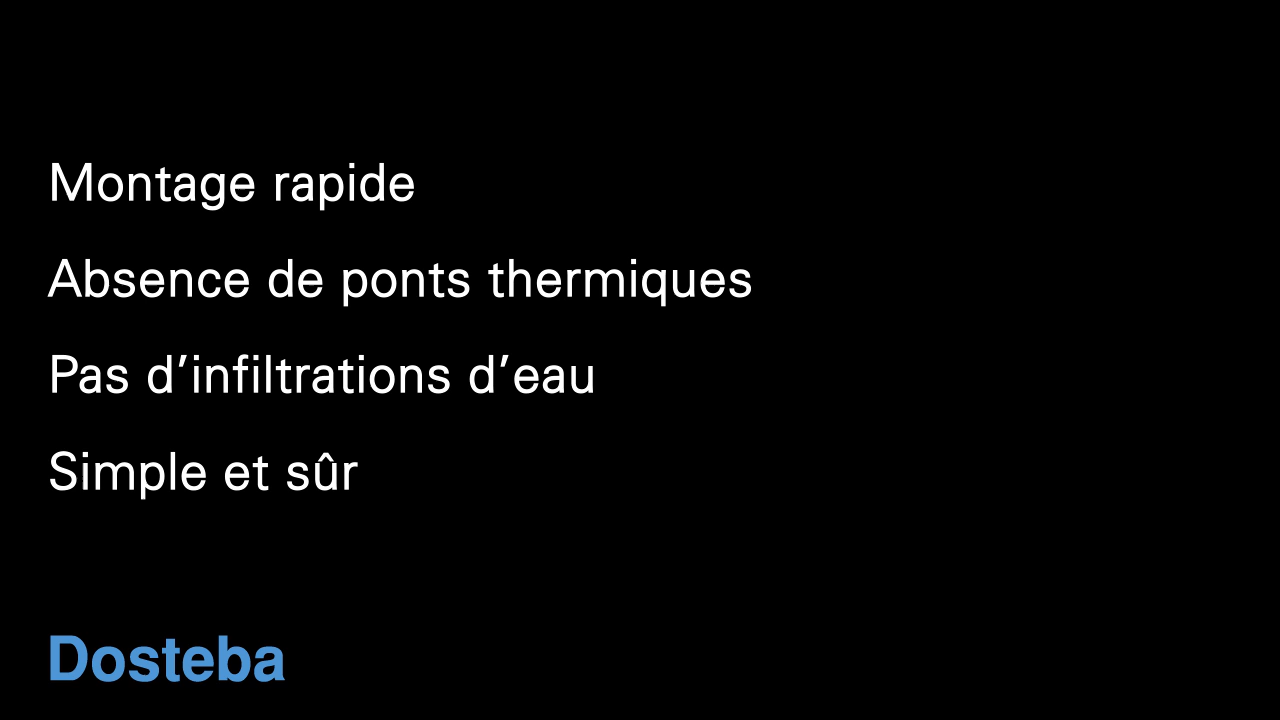 Montage rapide
Absence de ponts thermiques
Pas d’infiltrations d’eau
Simple et sûr
Dosteba